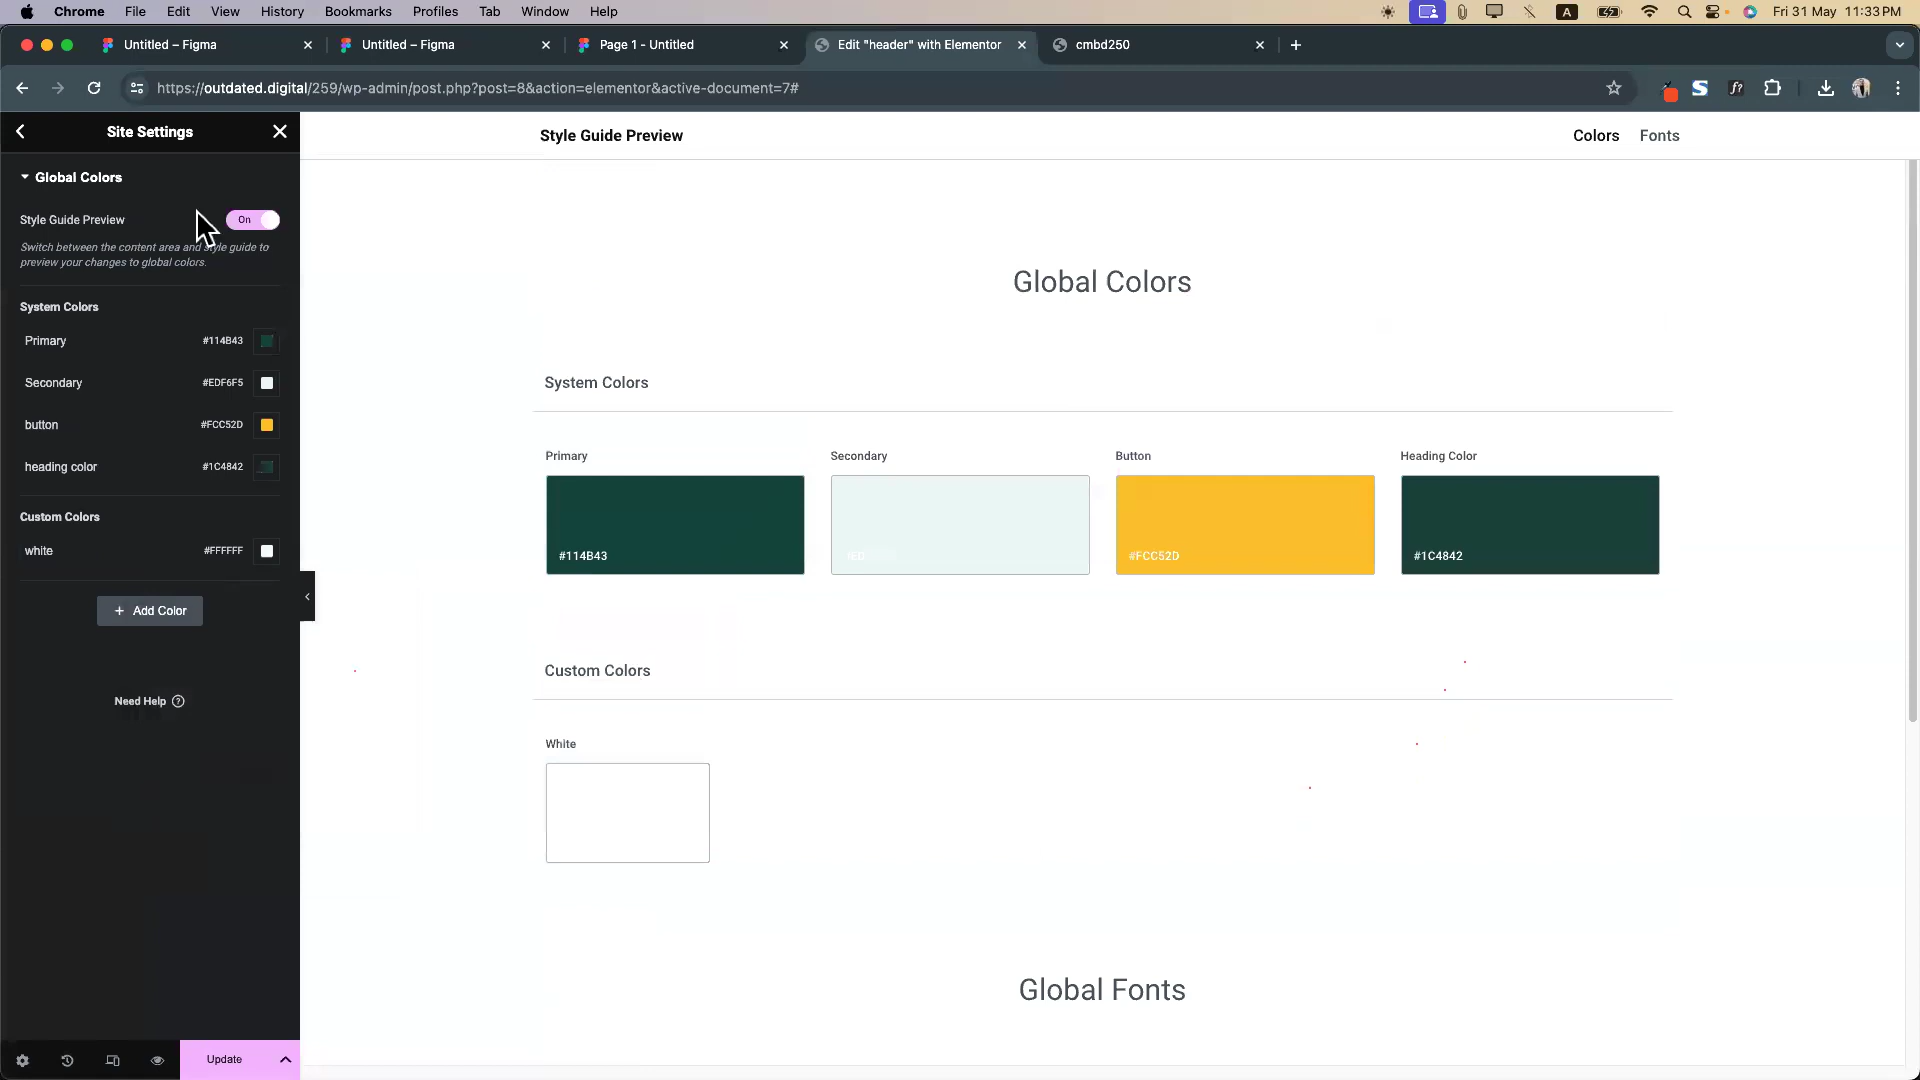 Chrome File Edit View History Bookmarks Profiles Tab Window Help A Fri 31 May 11:33 PM
Untitled – Figma Untitled – Figma Page 1 - Untitled Edit "header" with Elementor cmbd250
https://outdated.digital/259/wp-admin/post.php?post=8&action=elementor&active-document=7#
Site Settings
Style Guide Preview Colors Fonts
Global Colors
Style Guide Preview On
Switch between the content area and style guide to
preview your changes to global colors.
System Colors
Primary #114B43
Secondary #EDF6F5
button #FCC52D
heading color #1C4842
Custom Colors
white #FFFFFF
+ Add Color
Need Help ?
Update
Global Colors
System Colors
Primary Secondary Button Heading Color
#114B43 #FCC52D #1C4842
Custom Colors
White
Global Fonts